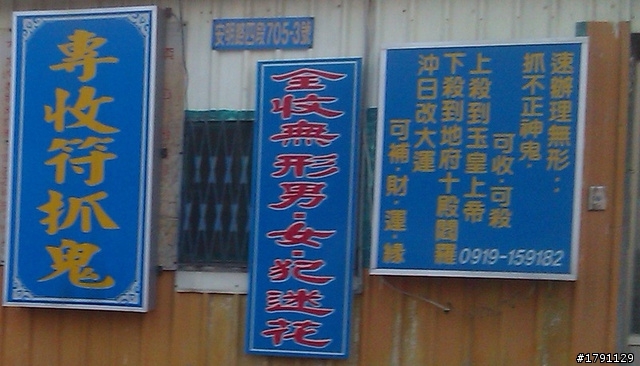 安明路四段705-3號
專收符抓鬼
全收無形男·女·犯迷花
速辦理無形:
抓不正神鬼·
可收·可殺
上殺到玉皇上帝
下殺到地府十殿閻羅
沖日改大運
可補·財·運·緣
0919-159182
#1791129